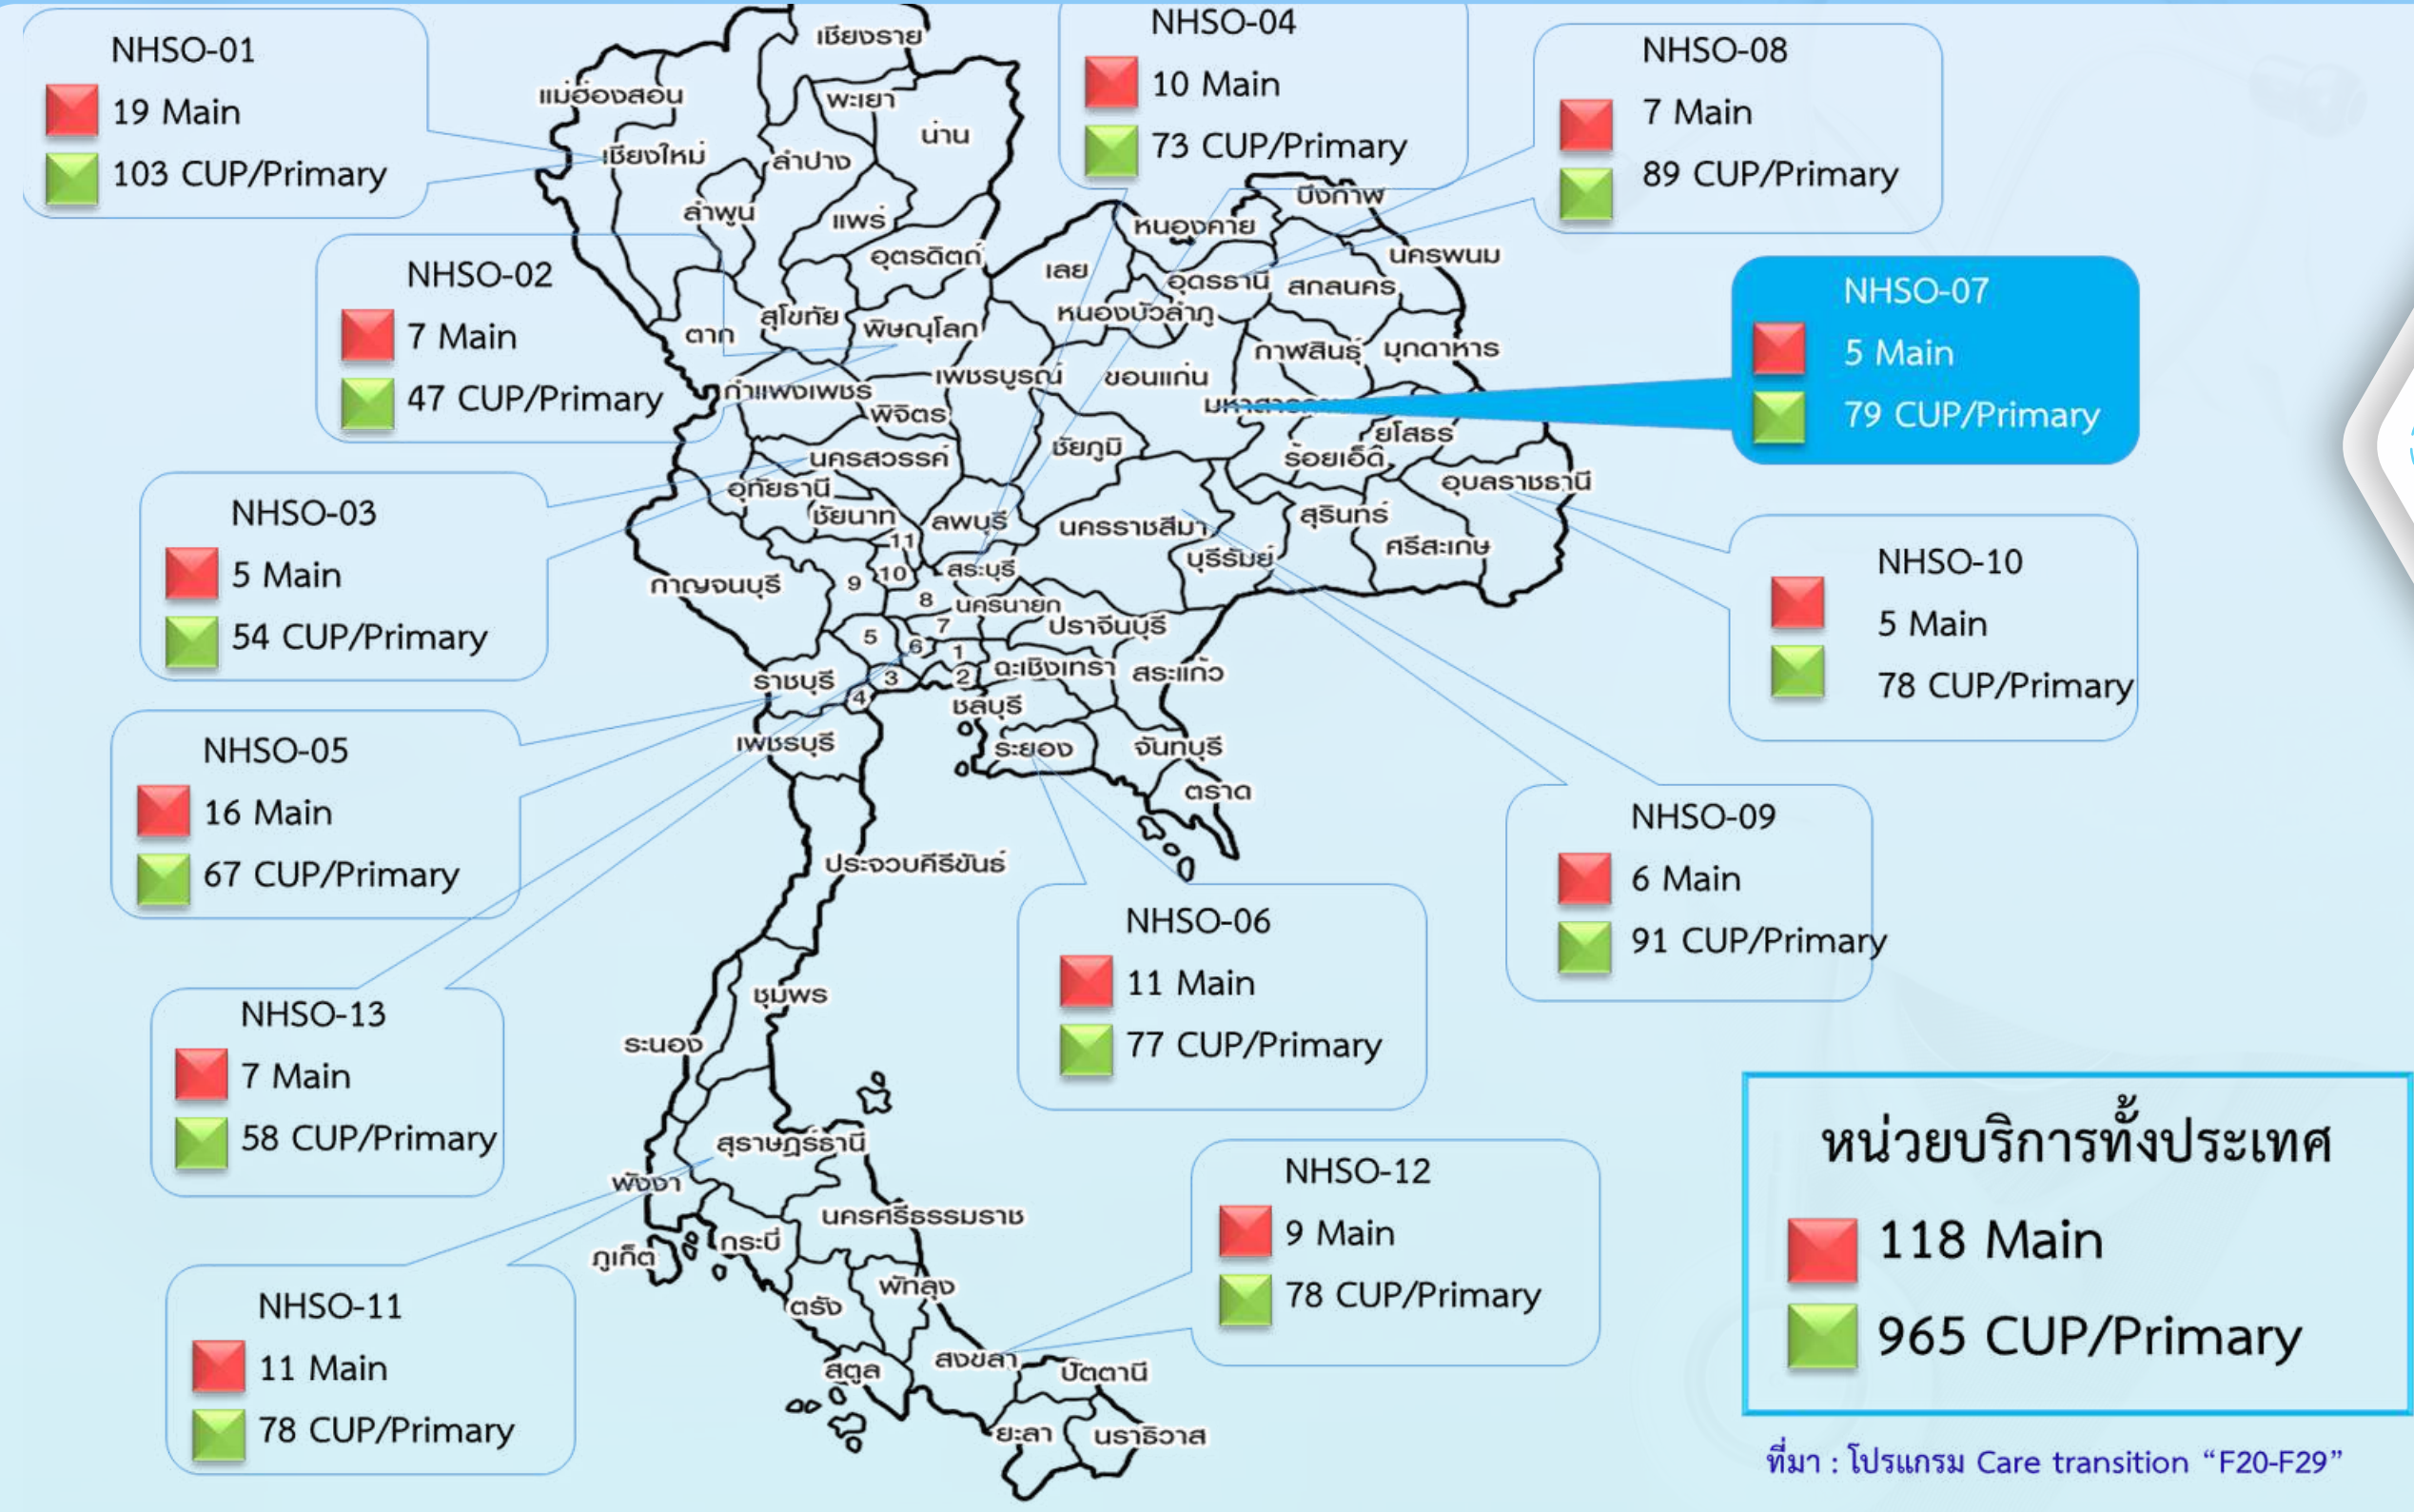 NHSO-01
19 Main
103 CUP/Primary
NHSO-04
10 Main
73 CUP/Primary
NHSO-08
7 Main
89 CUP/Primary
NHSO-02
7 Main
47 CUP/Primary
NHSO-07
5 Main
79 CUP/Primary
NHSO-03
5 Main
54 CUP/Primary
NHSO-10
5 Main
78 CUP/Primary
NHSO-05
16 Main
67 CUP/Primary
NHSO-09
6 Main
91 CUP/Primary
NHSO-06
11 Main
77 CUP/Primary
NHSO-13
7 Main
58 CUP/Primary
NHSO-12
9 Main
78 CUP/Primary
NHSO-11
11 Main
78 CUP/Primary
เชียงราย
แม่ฮ่องสอน
พะเยา
น่าน
เชียงใหม่
ลำปาง
ลำพูน
แพร่
อุตรดิตถ์
บึงกาฬ
หนองคาย
เลย
อุดรธานี
สกลนคร
นครพนม
หนองบัวลำภู
ตาก
สุโขทัย
พิษณุโลก
กาฬสินธุ์
มุกดาหาร
กำแพงเพชร
เพชรบูรณ์
ขอนแก่น
พิจิตร
ชัยภูมิ
ยโสธร
ร้อยเอ็ด
นครสวรรค์
อุทัยธานี
อุบลราชธานี
ชัยนาท
ลพบุรี
นครราชสีมา
สุรินทร์
ศรีสะเกษ
บุรีรัมย์
11
10
9
สระบุรี
กาญจนบุรี
8
นครนายก
7
ปราจีนบุรี
5
6
1
ฉะเชิงเทรา
สระแก้ว
ราชบุรี
3
2
4
ชลบุรี
เพชรบุรี
ระยอง
จันทบุรี
ตราด
ประจวบคีรีขันธ์
ชุมพร
ระนอง
สุราษฎร์ธานี
พังงา
นครศรีธรรมราช
กระบี่
ภูเก็ต
พัทลุง
ตรัง
สตูล
สงขลา
ปัตตานี
ยะลา
นราธิวาส
หน่วยบริการทั้งประเทศ
118 Main
965 CUP/Primary
ที่มา : โปรแกรม Care transition “F20-F29”